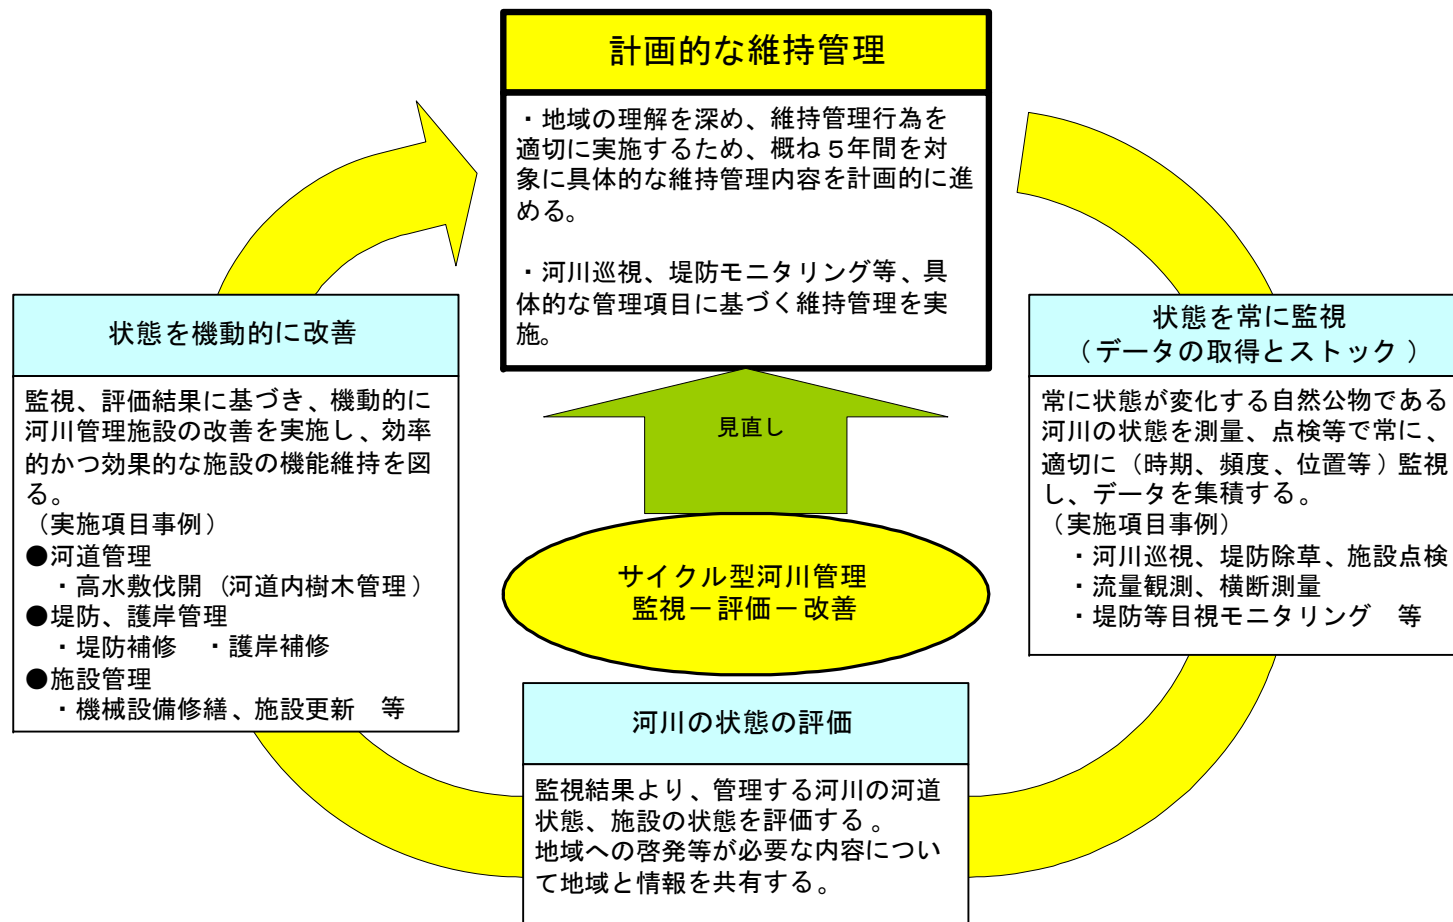 計画的な維持管理
・地域の理解を深め、維持管理行為を
適切に実施するため、概ね５年間を対
象に具体的な維持管理内容を計画的に進
める。
・河川巡視、堤防モニタリング等、具
体的な管理項目に基づく維持管理を実
施。
状態を常に監視
（データの取得とストック）
常に状態が変化する自然公物である
河川の状態を測量、点検等で常に、
適切に（時期、頻度、位置等）監視
し、データを集積する。
（実施項目事例）
・河川巡視、堤防除草、施設点検
・流量観測、横断測量
・堤防等目視モニタリング　等
河川の状態の評価
監視結果より、管理する河川の河道
状態、施設の状態を評価する。
地域への啓発等が必要な内容につい
て地域と情報を共有する。
状態を機動的に改善
監視、評価結果に基づき、機動的に
河川管理施設の改善を実施し、効率
的かつ効果的な施設の機能維持を図
る。
（実施項目事例）
●河道管理
・高水敷伐開（河道内樹木管理）
●堤防、護岸管理
・堤防補修　・護岸補修
●施設管理
・機械設備修繕、施設更新　等
見直し
サイクル型河川管理
監視－評価－改善